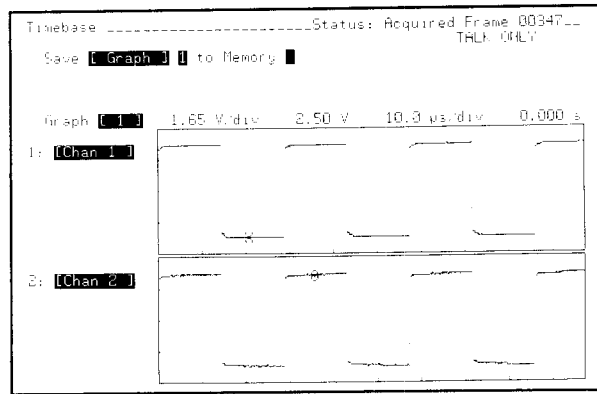 Timebase Status: Acquired Frame 00347
TALK ONLY
Save [ Graph ] 1 to Memory
Graph [ 1 ] 1.65 V/div 2.50 V 10.0 µs/div 0.000 s
1: [Chan 1 ]
2: [Chan 2 ]